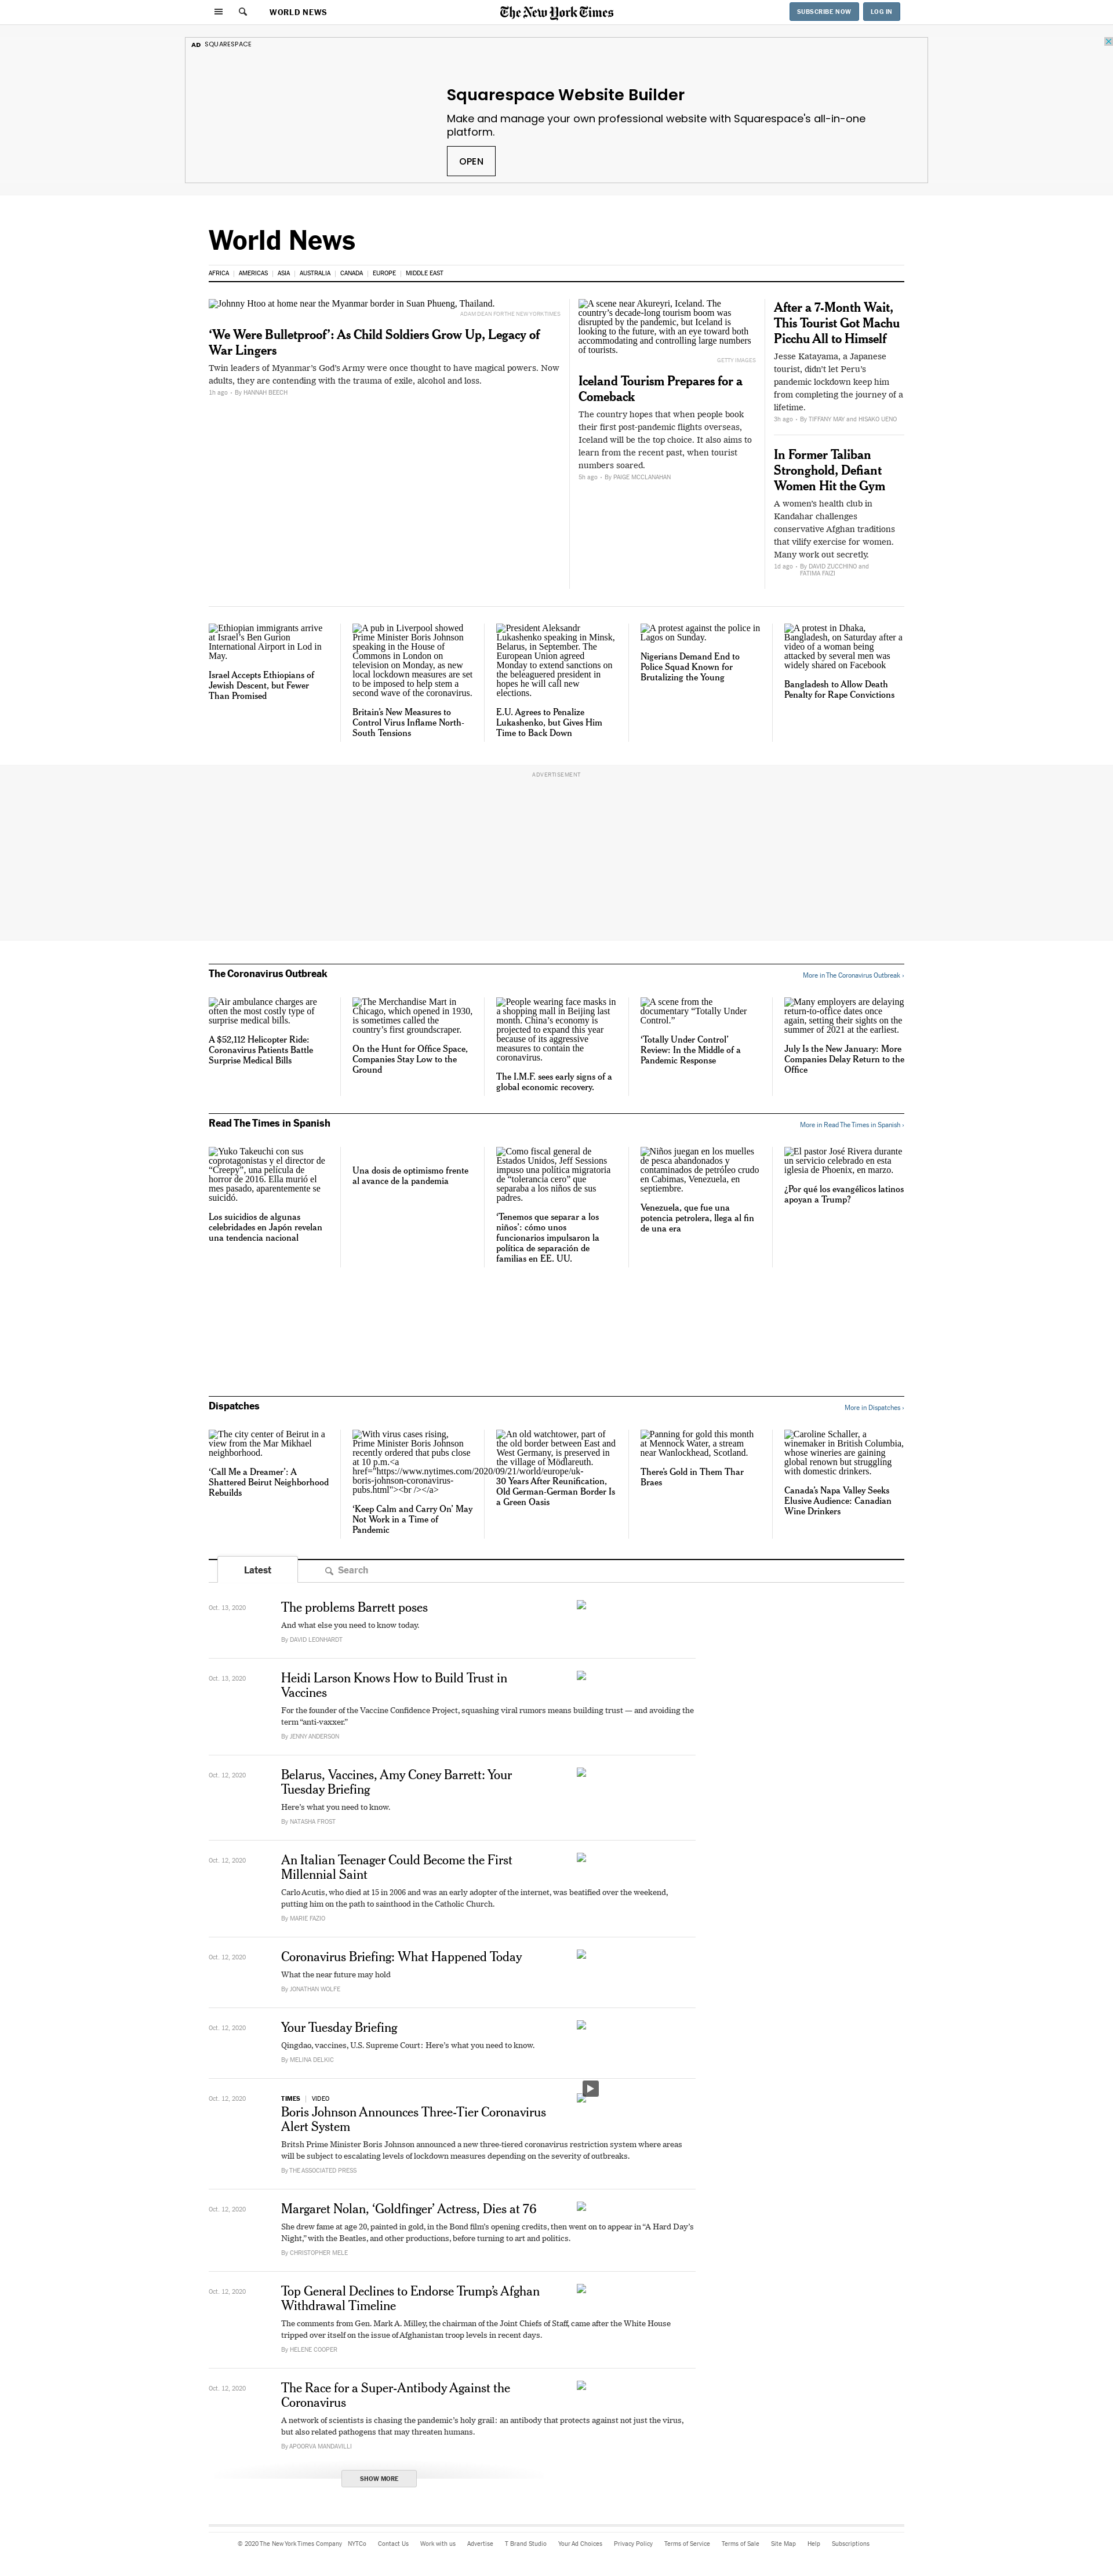 WORLD NEWS
The New York Times
SUBSCRIBE NOW
LOG IN
AD SQUARESPACE
Squarespace Website Builder
Make and manage your own professional website with Squarespace's all-in-one
platform.
OPEN
World News
AFRICA | AMERICAS | ASIA | AUSTRALIA | CANADA | EUROPE | MIDDLE EAST
Johnny Htoo at home near the Myanmar border in Suan Phueng, Thailand.
ADAM DEAN FOR THE NEW YORK TIMES
‘We Were Bulletproof’: As Child Soldiers Grow Up, Legacy of
War Lingers
Twin leaders of Myanmar’s God’s Army were once thought to have magical powers. Now
adults, they are contending with the trauma of exile, alcohol and loss.
1h ago • By HANNAH BEECH
A scene near Akureyri, Iceland. The
country’s decade-long tourism boom was
disrupted by the pandemic, but Iceland is
looking to the future, with an eye toward both
accommodating and controlling large numbers
of tourists.
GETTY IMAGES
Iceland Tourism Prepares for a
Comeback
The country hopes that when people book
their first post-pandemic flights overseas,
Iceland will be the top choice. It also aims to
learn from the recent past, when tourist
numbers soared.
5h ago • By PAIGE MCCLANAHAN
After a 7-Month Wait,
This Tourist Got Machu
Picchu All to Himself
Jesse Katayama, a Japanese
tourist, didn’t let Peru’s
pandemic lockdown keep him
from completing the journey of a
lifetime.
3h ago • By TIFFANY MAY and HISAKO UENO
In Former Taliban
Stronghold, Defiant
Women Hit the Gym
A women’s health club in
Kandahar challenges
conservative Afghan traditions
that vilify exercise for women.
Many work out secretly.
1d ago • By DAVID ZUCCHINO and
FATIMA FAIZI
Ethiopian immigrants arrive
at Israel’s Ben Gurion
International Airport in Lod in
May.
Israel Accepts Ethiopians of
Jewish Descent, but Fewer
Than Promised
A pub in Liverpool showed
Prime Minister Boris Johnson
speaking in the House of
Commons in London on
television on Monday, as new
local lockdown measures are set
to be imposed to help stem a
second wave of the coronavirus.
Britain’s New Measures to
Control Virus Inflame North-
South Tensions
President Aleksandr
Lukashenko speaking in Minsk,
Belarus, in September. The
European Union agreed
Monday to extend sanctions on
the beleaguered president in
hopes he will call new
elections.
E.U. Agrees to Penalize
Lukashenko, but Gives Him
Time to Back Down
A protest against the police in
Lagos on Sunday.
Nigerians Demand End to
Police Squad Known for
Brutalizing the Young
A protest in Dhaka,
Bangladesh, on Saturday after a
video of a woman being
attacked by several men was
widely shared on Facebook
Bangladesh to Allow Death
Penalty for Rape Convictions
ADVERTISEMENT
The Coronavirus Outbreak
More in The Coronavirus Outbreak ›
Air ambulance charges are
often the most costly type of
surprise medical bills.
A $52,112 Helicopter Ride:
Coronavirus Patients Battle
Surprise Medical Bills
The Merchandise Mart in
Chicago, which opened in 1930,
is sometimes called the
country’s first groundscraper.
On the Hunt for Office Space,
Companies Stay Low to the
Ground
People wearing face masks in
a shopping mall in Beijing last
month. China’s economy is
projected to expand this year
because of its aggressive
measures to contain the
coronavirus.
The I.M.F. sees early signs of a
global economic recovery.
A scene from the
documentary “Totally Under
Control.”
‘Totally Under Control’
Review: In the Middle of a
Pandemic Response
Many employers are delaying
return-to-office dates once
again, setting their sights on the
summer of 2021 at the earliest.
July Is the New January: More
Companies Delay Return to the
Office
Read The Times in Spanish
More in Read The Times in Spanish ›
Yuko Takeuchi con sus
coprotagonistas y el director de
“Creepy”, una película de
horror de 2016. Ella murió el
mes pasado, aparentemente se
suicidó.
Los suicidios de algunas
celebridades en Japón revelan
una tendencia nacional
Una dosis de optimismo frente
al avance de la pandemia
Como fiscal general de
Estados Unidos, Jeff Sessions
impuso una política migratoria
de “tolerancia cero” que
separaba a los niños de sus
padres.
‘Tenemos que separar a los
niños’: cómo unos
funcionarios impulsaron la
política de separación de
familias en EE. UU.
Niños juegan en los muelles
de pesca abandonados y
contaminados de petróleo crudo
en Cabimas, Venezuela, en
septiembre.
Venezuela, que fue una
potencia petrolera, llega al fin
de una era
El pastor José Rivera durante
un servicio celebrado en esta
iglesia de Phoenix, en marzo.
¿Por qué los evangélicos latinos
apoyan a Trump?
Dispatches
More in Dispatches ›
The city center of Beirut in a
view from the Mar Mikhael
neighborhood.
‘Call Me a Dreamer’: A
Shattered Beirut Neighborhood
Rebuilds
With virus cases rising,
Prime Minister Boris Johnson
recently ordered that pubs close
at 10 p.m.<a
href="https://www.nytimes.com/2020/09/21/world/europe/uk-
boris-johnson-coronavirus-
pubs.html"><br /></a>
‘Keep Calm and Carry On’ May
Not Work in a Time of
Pandemic
An old watchtower, part of
the old border between East and
West Germany, is preserved in
the village of Mödlareuth.
30 Years After Reunification,
Old German-German Border Is
a Green Oasis
Panning for gold this month
at Mennock Water, a stream
near Wanlockhead, Scotland.
There’s Gold in Them Thar
Braes
Caroline Schaller, a
winemaker in British Columbia,
whose wineries are gaining
global renown but struggling
with domestic drinkers.
Canada’s Napa Valley Seeks
Elusive Audience: Canadian
Wine Drinkers
Latest
Search
Oct. 13, 2020
The problems Barrett poses
And what else you need to know today.
By DAVID LEONHARDT
Oct. 13, 2020
Heidi Larson Knows How to Build Trust in
Vaccines
For the founder of the Vaccine Confidence Project, squashing viral rumors means building trust — and avoiding the
term “anti-vaxxer.”
By JENNY ANDERSON
Oct. 12, 2020
Belarus, Vaccines, Amy Coney Barrett: Your
Tuesday Briefing
Here’s what you need to know.
By NATASHA FROST
Oct. 12, 2020
An Italian Teenager Could Become the First
Millennial Saint
Carlo Acutis, who died at 15 in 2006 and was an early adopter of the internet, was beatified over the weekend,
putting him on the path to sainthood in the Catholic Church.
By MARIE FAZIO
Oct. 12, 2020
Coronavirus Briefing: What Happened Today
What the near future may hold
By JONATHAN WOLFE
Oct. 12, 2020
Your Tuesday Briefing
Qingdao, vaccines, U.S. Supreme Court: Here’s what you need to know.
By MELINA DELKIC
Oct. 12, 2020
TIMES | VIDEO
Boris Johnson Announces Three-Tier Coronavirus
Alert System
Britsh Prime Minister Boris Johnson announced a new three-tiered coronavirus restriction system where areas
will be subject to escalating levels of lockdown measures depending on the severity of outbreaks.
By THE ASSOCIATED PRESS
Oct. 12, 2020
Margaret Nolan, ‘Goldfinger’ Actress, Dies at 76
She drew fame at age 20, painted in gold, in the Bond film’s opening credits, then went on to appear in “A Hard Day’s
Night,” with the Beatles, and other productions, before turning to art and politics.
By CHRISTOPHER MELE
Oct. 12, 2020
Top General Declines to Endorse Trump’s Afghan
Withdrawal Timeline
The comments from Gen. Mark A. Milley, the chairman of the Joint Chiefs of Staff, came after the White House
tripped over itself on the issue of Afghanistan troop levels in recent days.
By HELENE COOPER
Oct. 12, 2020
The Race for a Super-Antibody Against the
Coronavirus
A network of scientists is chasing the pandemic’s holy grail: an antibody that protects against not just the virus,
but also related pathogens that may threaten humans.
By APOORVA MANDAVILLI
SHOW MORE
© 2020 The New York Times Company NYTCo Contact Us Work with us Advertise T Brand Studio Your Ad Choices Privacy Policy Terms of Service Terms of Sale Site Map Help Subscriptions